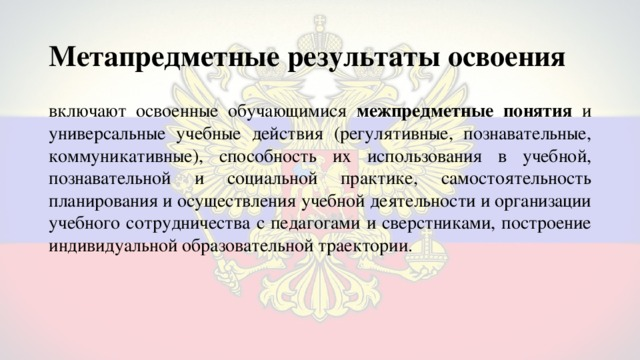 Метапредметные результаты освоения
включают освоенные обучающимися межпредметные понятия и
универсальные учебные действия (регулятивные, познавательные,
коммуникативные), способность их использования в учебной,
познавательной и социальной практике, самостоятельность
планирования и осуществления учебной деятельности и организации
учебного сотрудничества с педагогами и сверстниками, построение
индивидуальной образовательной траектории.